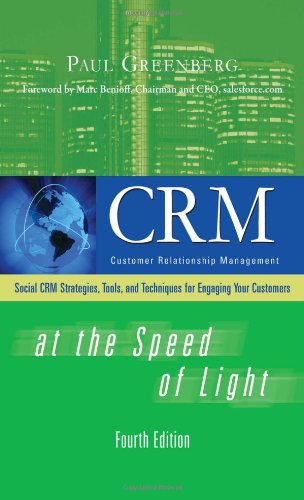 PAUL GREENBERG
Foreword by Marc Benioff, Chairman and CEO, salesforce.com
CRM
Customer Relationship Management
Social CRM Strategies, Tools, and Techniques for Engaging Your Customers
at the Speed
of Light
Fourth Edition